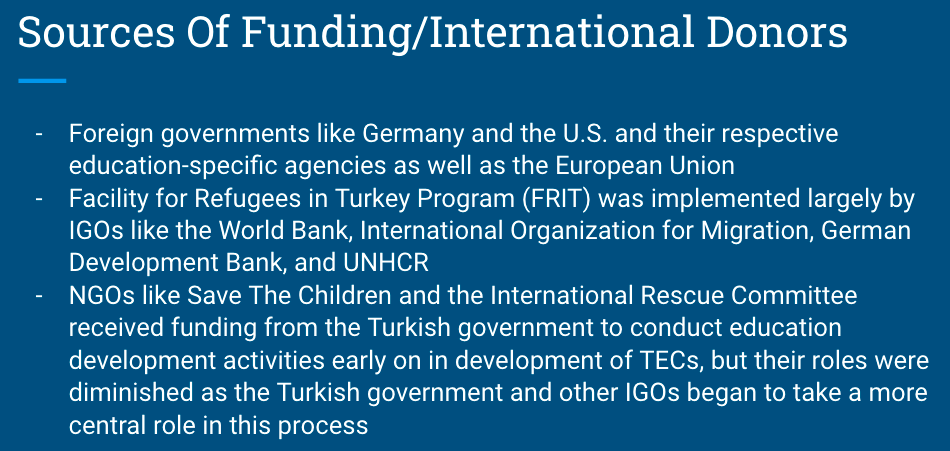 Sources Of Funding/International Donors
- Foreign governments like Germany and the U.S. and their respective
education-specific agencies as well as the European Union
- Facility for Refugees in Turkey Program (FRIT) was implemented largely by
IGOs like the World Bank, International Organization for Migration, German
Development Bank, and UNHCR
- NGOs like Save The Children and the International Rescue Committee
received funding from the Turkish government to conduct education
development activities early on in development of TECs, but their roles were
diminished as the Turkish government and other IGOs began to take a more
central role in this process